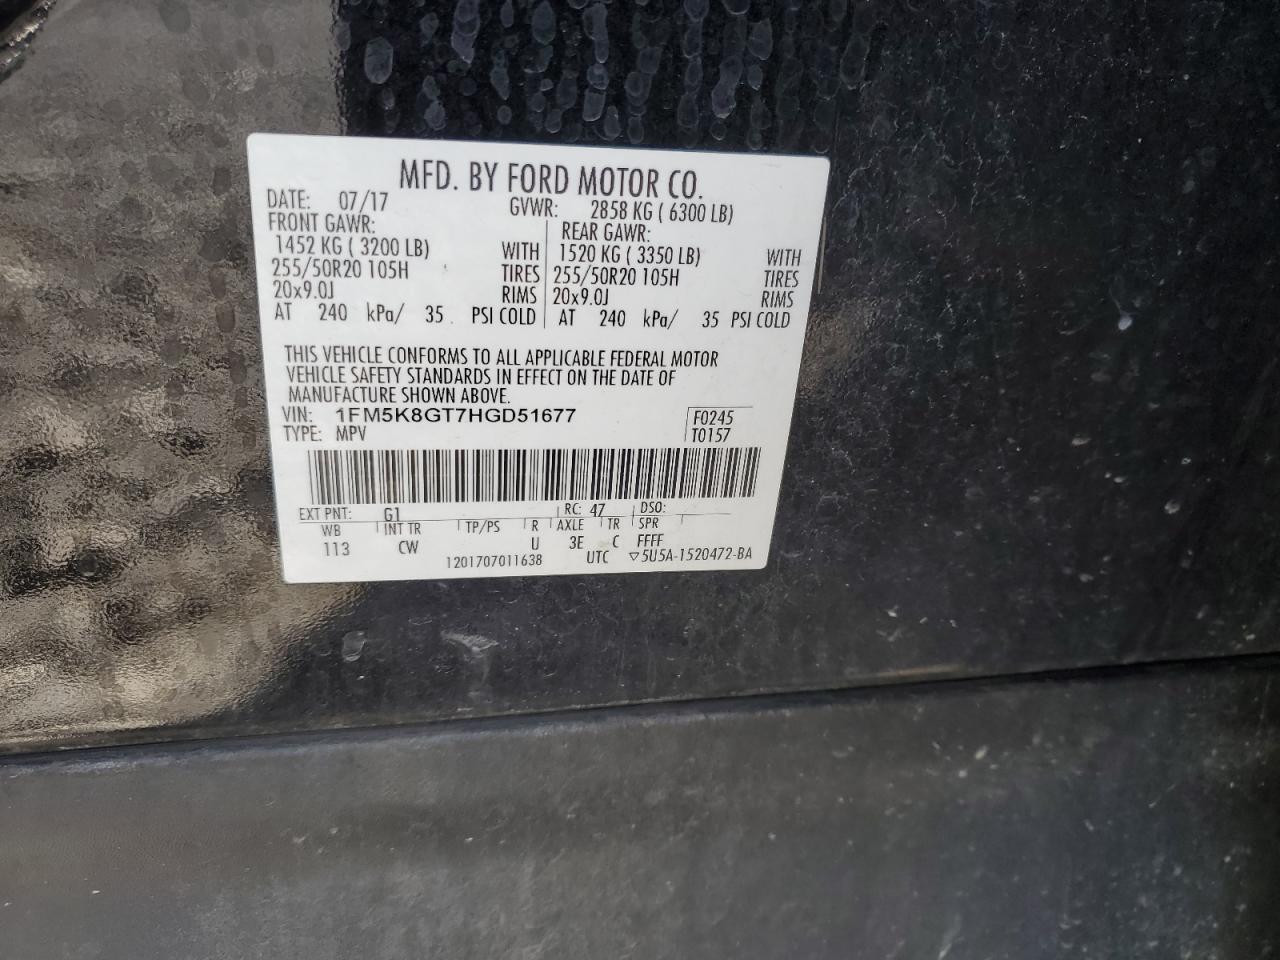 MFD. BY FORD MOTOR CO.
DATE: 07/17 GVWR: 2858 KG ( 6300 LB)
FRONT GAWR: REAR GAWR:
1452 KG ( 3200 LB) WITH 1520 KG ( 3350 LB) WITH
255/50R20 105H TIRES 255/50R20 105H TIRES
20x9.0J RIMS 20x9.0J RIMS
AT 240 kPa/ 35 PSI COLD AT 240 kPa/ 35 PSI COLD
THIS VEHICLE CONFORMS TO ALL APPLICABLE FEDERAL MOTOR
VEHICLE SAFETY STANDARDS IN EFFECT ON THE DATE OF
MANUFACTURE SHOWN ABOVE.
VIN: 1FM5K8GT7HGD51677 F0245
TYPE: MPV T0157
EXT PNT: G1 RC: 47 DSO:
WB INT TR TP/PS R AXLE TR SPR
113 CW U 3E C FFFF
1201707011638 UTC ▽5U5A-1520472-BA